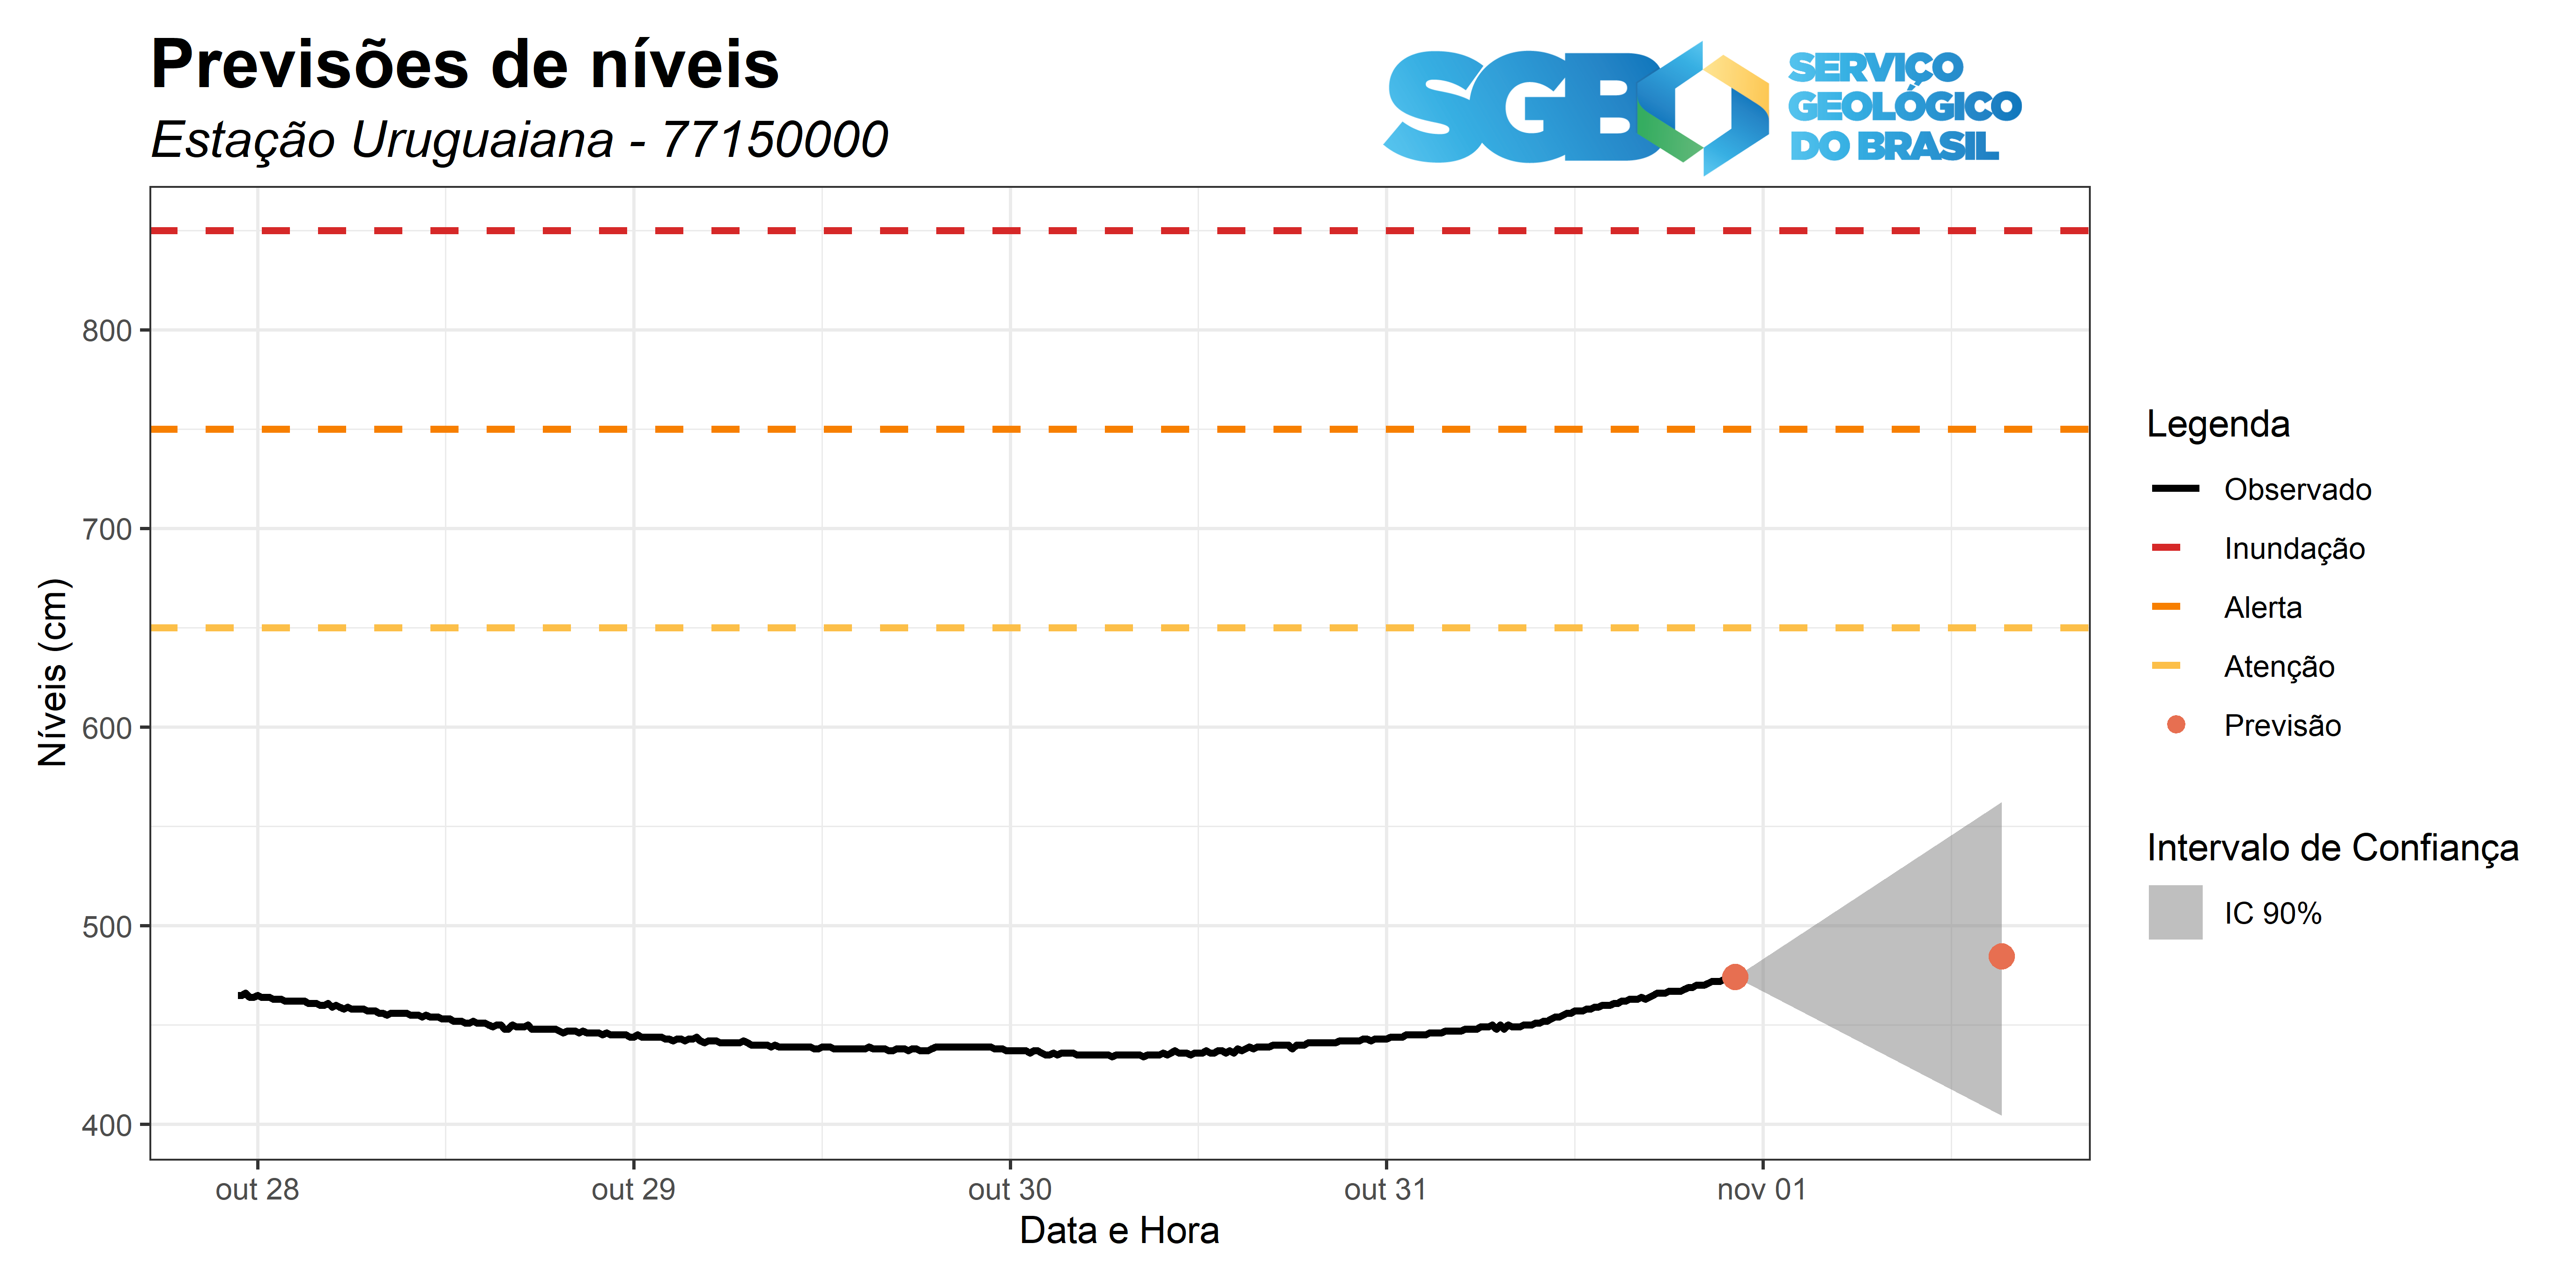 Previsões de níveis
Estação Uruguaiana - 77150000
SGB
SERVIÇO
GEOLÓGICO
DO BRASIL
Níveis (cm)
800
700
600
500
400
out 28
out 29
out 30
out 31
nov 01
Data e Hora
Legenda
Observado
Inundação
Alerta
Atenção
Previsão
Intervalo de Confiança
IC 90%